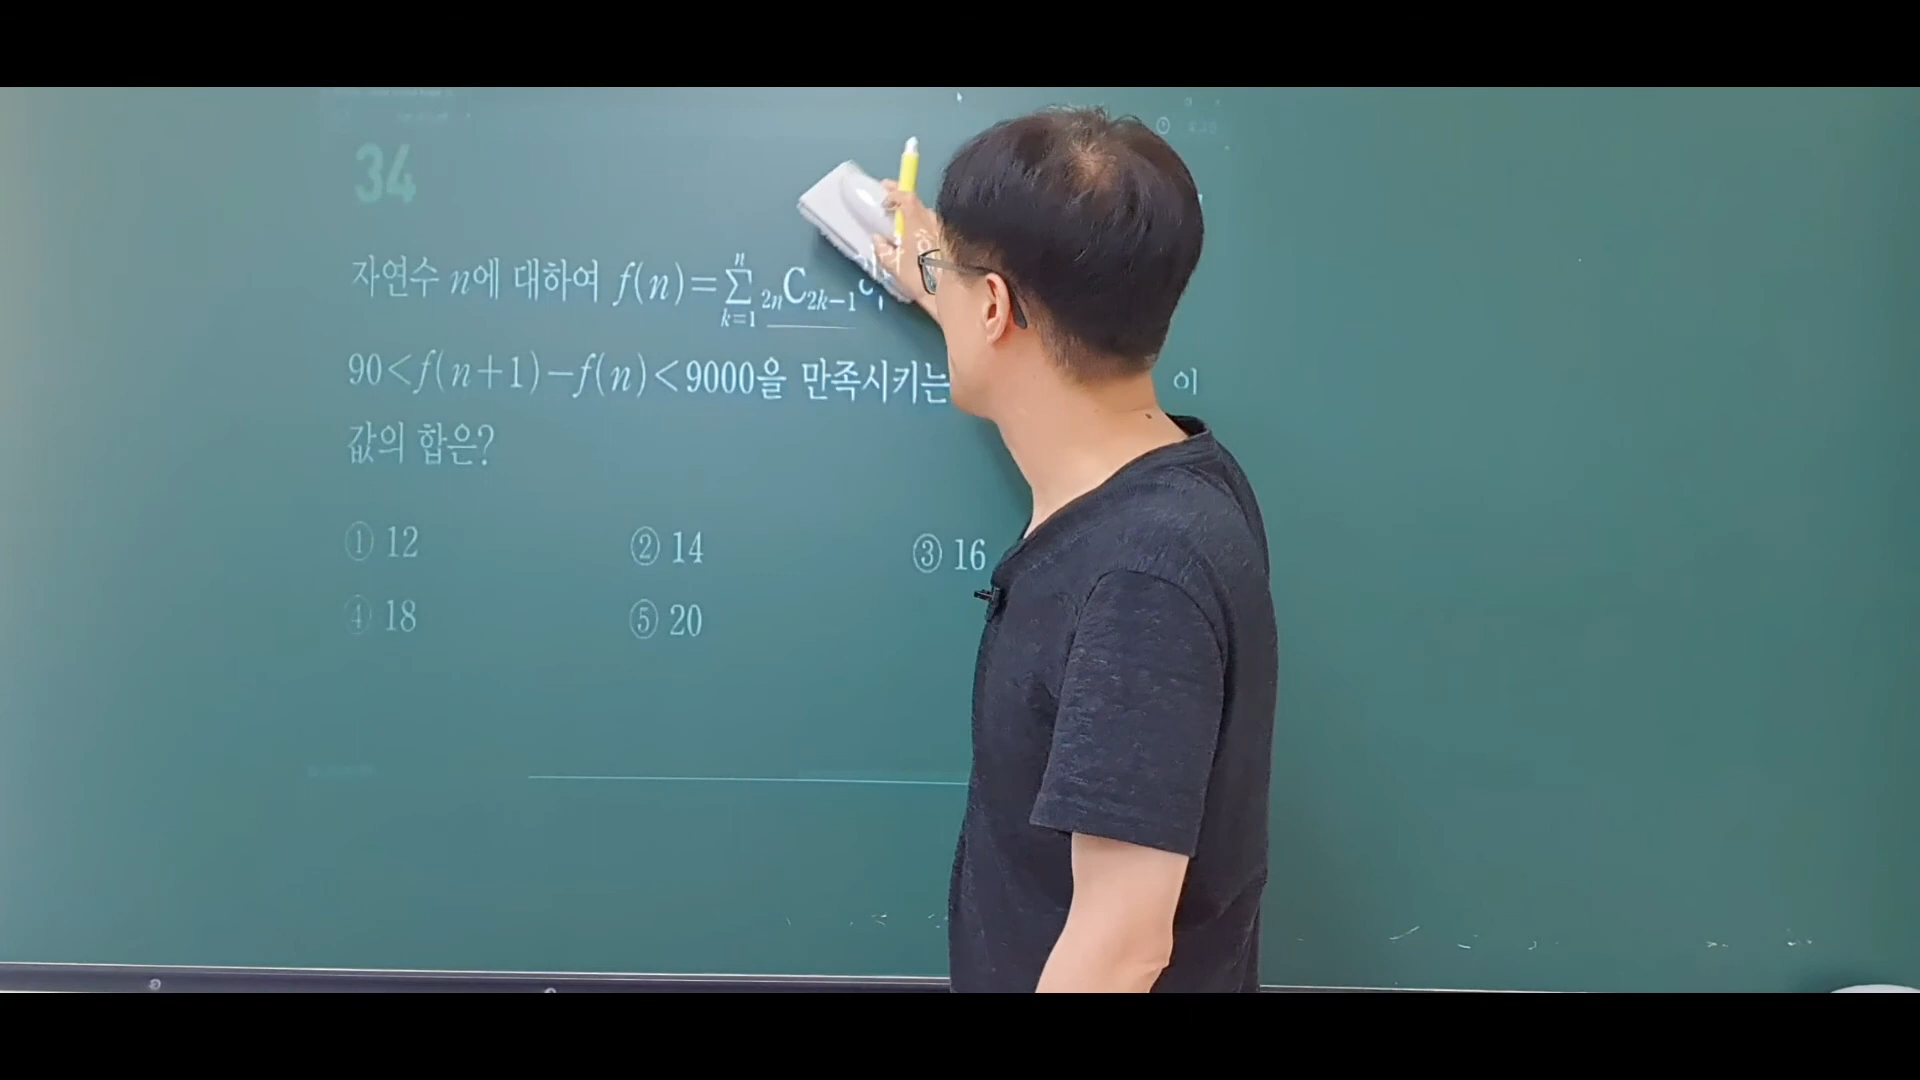 34
자연수 n에 대하여 f(n)=∑_{k=1}^{n} ₂ₙC₂ₖ₋₁
90<f(n+1)−f(n)<9000을 만족시키는 이
값의 합은?
① 12 ② 14 ③ 16
④ 18 ⑤ 20